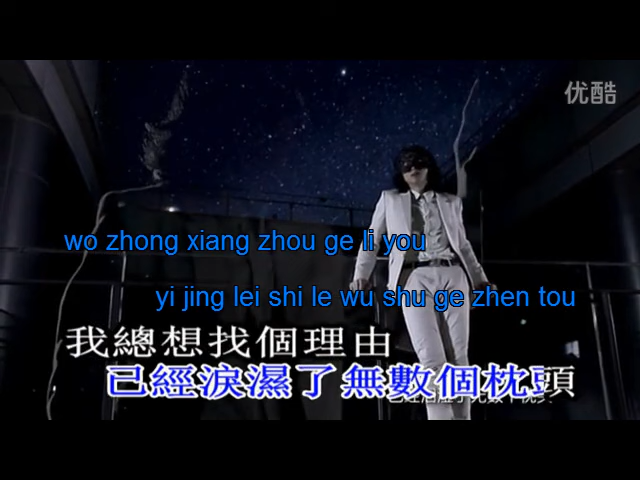 优酷
wo zhong xiang zhou ge li you
yi jing lei shi le wu shu ge zhen tou
我總想找個理由
已經淚濕了無數個枕頭